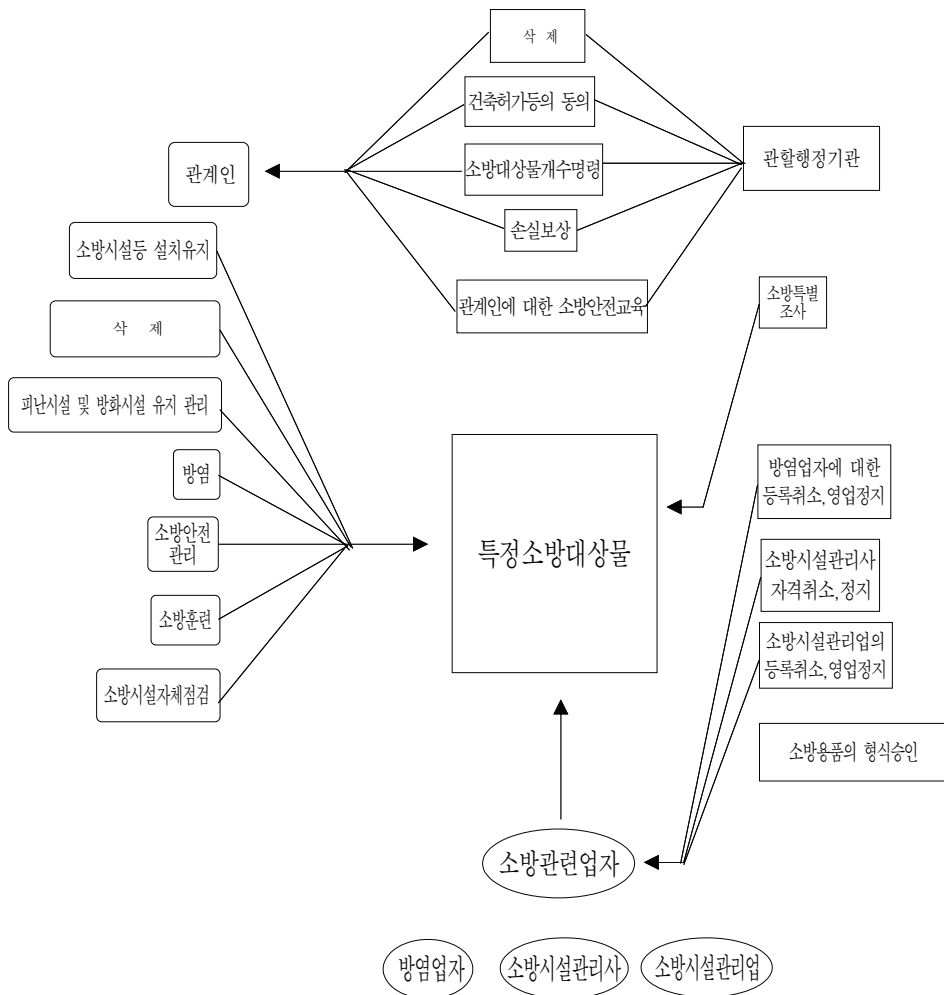 삭 제
건축허가등의 동의
관계인
소방대상물개수명령
관할행정기관
손실보상
소방시설등 설치유지
관계인에 대한 소방안전교육
소방특별
조사
삭 제
피난시설 및 방화시설 유지 관리
방염
소방안전
관리
소방훈련
소방시설자체점검
특정소방대상물
방염업자에 대한
등록취소,영업정지
소방시설관리사
자격취소,정지
소방시설관리업의
등록취소,영업정지
소방용품의 형식승인
소방관련업자
방염업자
소방시설관리사
소방시설관리업